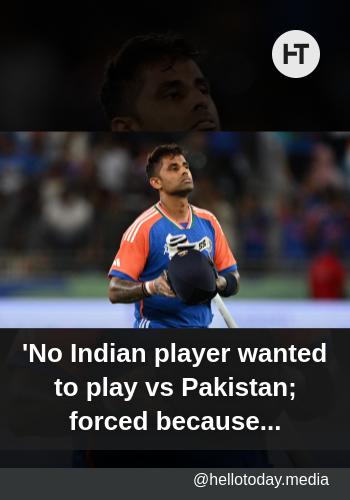 HT
'No Indian player wanted
to play vs Pakistan;
forced because...
@hellotoday.media